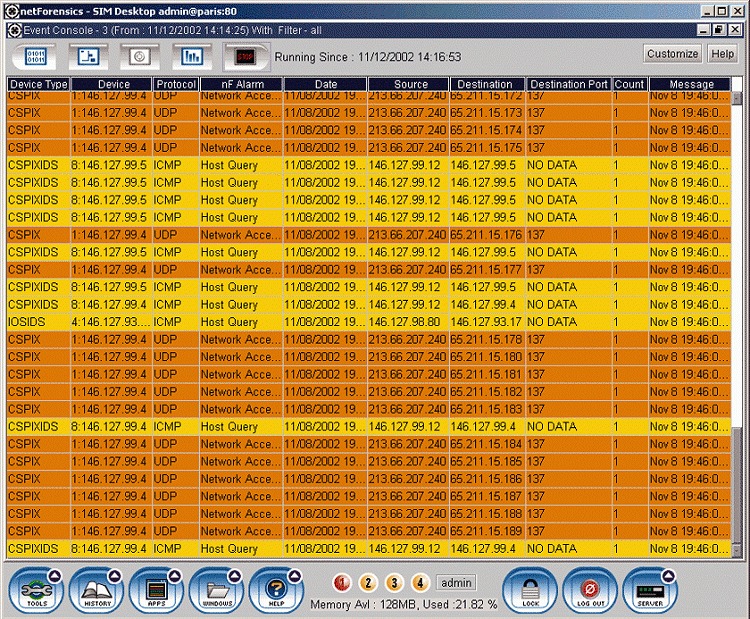 netForensics - SIM Desktop admin@paris:80
Event Console - 3 (From : 11/12/2002 14:14:25) With Filter - all
Running Since : 11/12/2002 14:16:53 Customize Help
Device Type Device Protocol nF Alarm Date Source Destination Destination Port Count Message
CSPIX 1:146.127.99.4 UDP Network Acce... 11/08/2002 19... 213.66.207.240 65.211.15.172 137 1 Nov 8 19:46:0...
CSPIX 1:146.127.99.4 UDP Network Acce... 11/08/2002 19... 213.66.207.240 65.211.15.173 137 1 Nov 8 19:46:0...
CSPIX 1:146.127.99.4 UDP Network Acce... 11/08/2002 19... 213.66.207.240 65.211.15.174 137 1 Nov 8 19:46:0...
CSPIX 1:146.127.99.4 UDP Network Acce... 11/08/2002 19... 213.66.207.240 65.211.15.175 137 1 Nov 8 19:46:0...
CSPIXIDS 8:146.127.99.5 ICMP Host Query 11/08/2002 19... 146.127.99.12 146.127.99.5 NO DATA 1 Nov 8 19:46:0...
CSPIXIDS 8:146.127.99.5 ICMP Host Query 11/08/2002 19... 146.127.99.12 146.127.99.5 NO DATA 1 Nov 8 19:46:0...
CSPIXIDS 8:146.127.99.5 ICMP Host Query 11/08/2002 19... 146.127.99.12 146.127.99.5 NO DATA 1 Nov 8 19:46:0...
CSPIXIDS 8:146.127.99.5 ICMP Host Query 11/08/2002 19... 146.127.99.12 146.127.99.5 NO DATA 1 Nov 8 19:46:0...
CSPIX 1:146.127.99.4 UDP Network Acce... 11/08/2002 19... 213.66.207.240 65.211.15.176 137 1 Nov 8 19:46:0...
CSPIXIDS 8:146.127.99.5 ICMP Host Query 11/08/2002 19... 146.127.99.12 146.127.99.5 NO DATA 1 Nov 8 19:46:0...
CSPIX 1:146.127.99.4 UDP Network Acce... 11/08/2002 19... 213.66.207.240 65.211.15.177 137 1 Nov 8 19:46:0...
CSPIXIDS 8:146.127.99.5 ICMP Host Query 11/08/2002 19... 146.127.99.12 146.127.99.5 NO DATA 1 Nov 8 19:46:0...
CSPIXIDS 8:146.127.99.4 ICMP Host Query 11/08/2002 19... 146.127.99.12 146.127.99.4 NO DATA 1 Nov 8 19:46:0...
IOSIDS 4:146.127.93.... ICMP Host Query 11/08/2002 19... 146.127.98.80 146.127.93.17 NO DATA 1 Nov 8 19:46:0...
CSPIX 1:146.127.99.4 UDP Network Acce... 11/08/2002 19... 213.66.207.240 65.211.15.178 137 1 Nov 8 19:46:0...
CSPIX 1:146.127.99.4 UDP Network Acce... 11/08/2002 19... 213.66.207.240 65.211.15.180 137 1 Nov 8 19:46:0...
CSPIX 1:146.127.99.4 UDP Network Acce... 11/08/2002 19... 213.66.207.240 65.211.15.181 137 1 Nov 8 19:46:0...
CSPIX 1:146.127.99.4 UDP Network Acce... 11/08/2002 19... 213.66.207.240 65.211.15.182 137 1 Nov 8 19:46:0...
CSPIX 1:146.127.99.4 UDP Network Acce... 11/08/2002 19... 213.66.207.240 65.211.15.183 137 1 Nov 8 19:46:0...
CSPIXIDS 8:146.127.99.4 ICMP Host Query 11/08/2002 19... 146.127.99.12 146.127.99.4 NO DATA 1 Nov 8 19:46:0...
CSPIX 1:146.127.99.4 UDP Network Acce... 11/08/2002 19... 213.66.207.240 65.211.15.184 137 1 Nov 8 19:46:0...
CSPIX 1:146.127.99.4 UDP Network Acce... 11/08/2002 19... 213.66.207.240 65.211.15.185 137 1 Nov 8 19:46:0...
CSPIX 1:146.127.99.4 UDP Network Acce... 11/08/2002 19... 213.66.207.240 65.211.15.186 137 1 Nov 8 19:46:0...
CSPIX 1:146.127.99.4 UDP Network Acce... 11/08/2002 19... 213.66.207.240 65.211.15.187 137 1 Nov 8 19:46:0...
CSPIX 1:146.127.99.4 UDP Network Acce... 11/08/2002 19... 213.66.207.240 65.211.15.188 137 1 Nov 8 19:46:0...
CSPIX 1:146.127.99.4 UDP Network Acce... 11/08/2002 19... 213.66.207.240 65.211.15.189 137 1 Nov 8 19:46:0...
CSPIXIDS 8:146.127.99.4 ICMP Host Query 11/08/2002 19... 146.127.99.12 146.127.99.4 NO DATA 1 Nov 8 19:46:0...
1 2 3 4 admin
TOOLS HISTORY APPS WINDOWS HELP Memory Avl : 128MB, Used :21.82 % LOCK LOG OUT SERVER